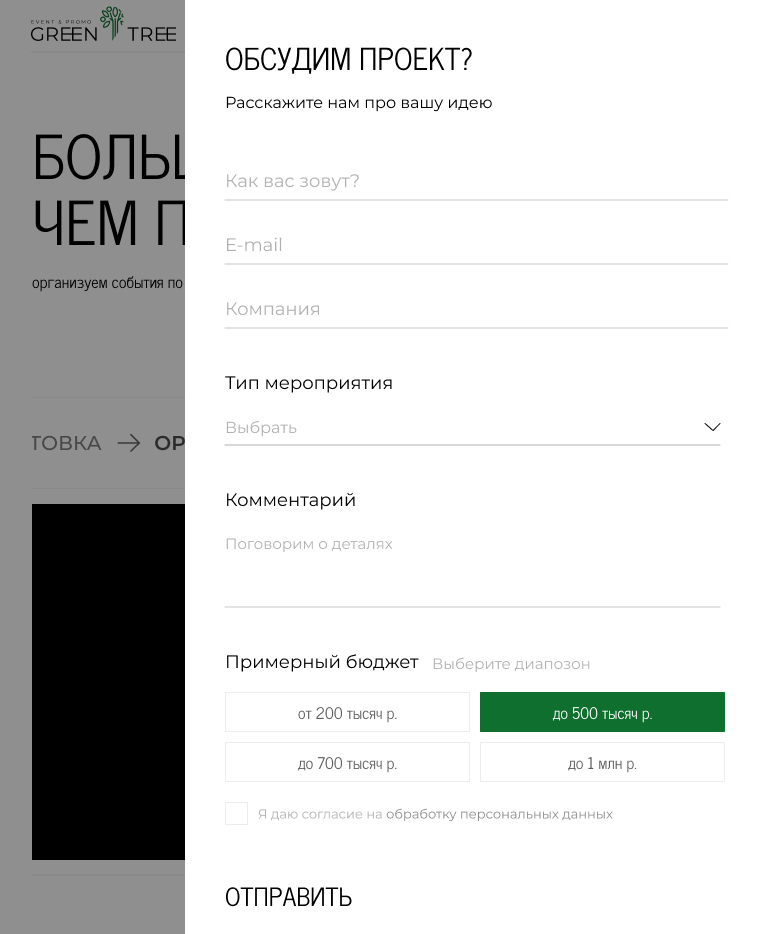 EVENT & PROMO
GREEN TREE
БОЛЬ
ЧЕМ П
организуем события по
ТОВКА → ОР
ОБСУДИМ ПРОЕКТ?
Расскажите нам про вашу идею
Как вас зовут?
E-mail
Компания
Тип мероприятия
Выбрать
Комментарий
Поговорим о деталях
Примерный бюджет Выберите диапозон
от 200 тысяч р. до 500 тысяч р.
до 700 тысяч р. до 1 млн р.
Я даю согласие на обработку персональных данных
ОТПРАВИТЬ